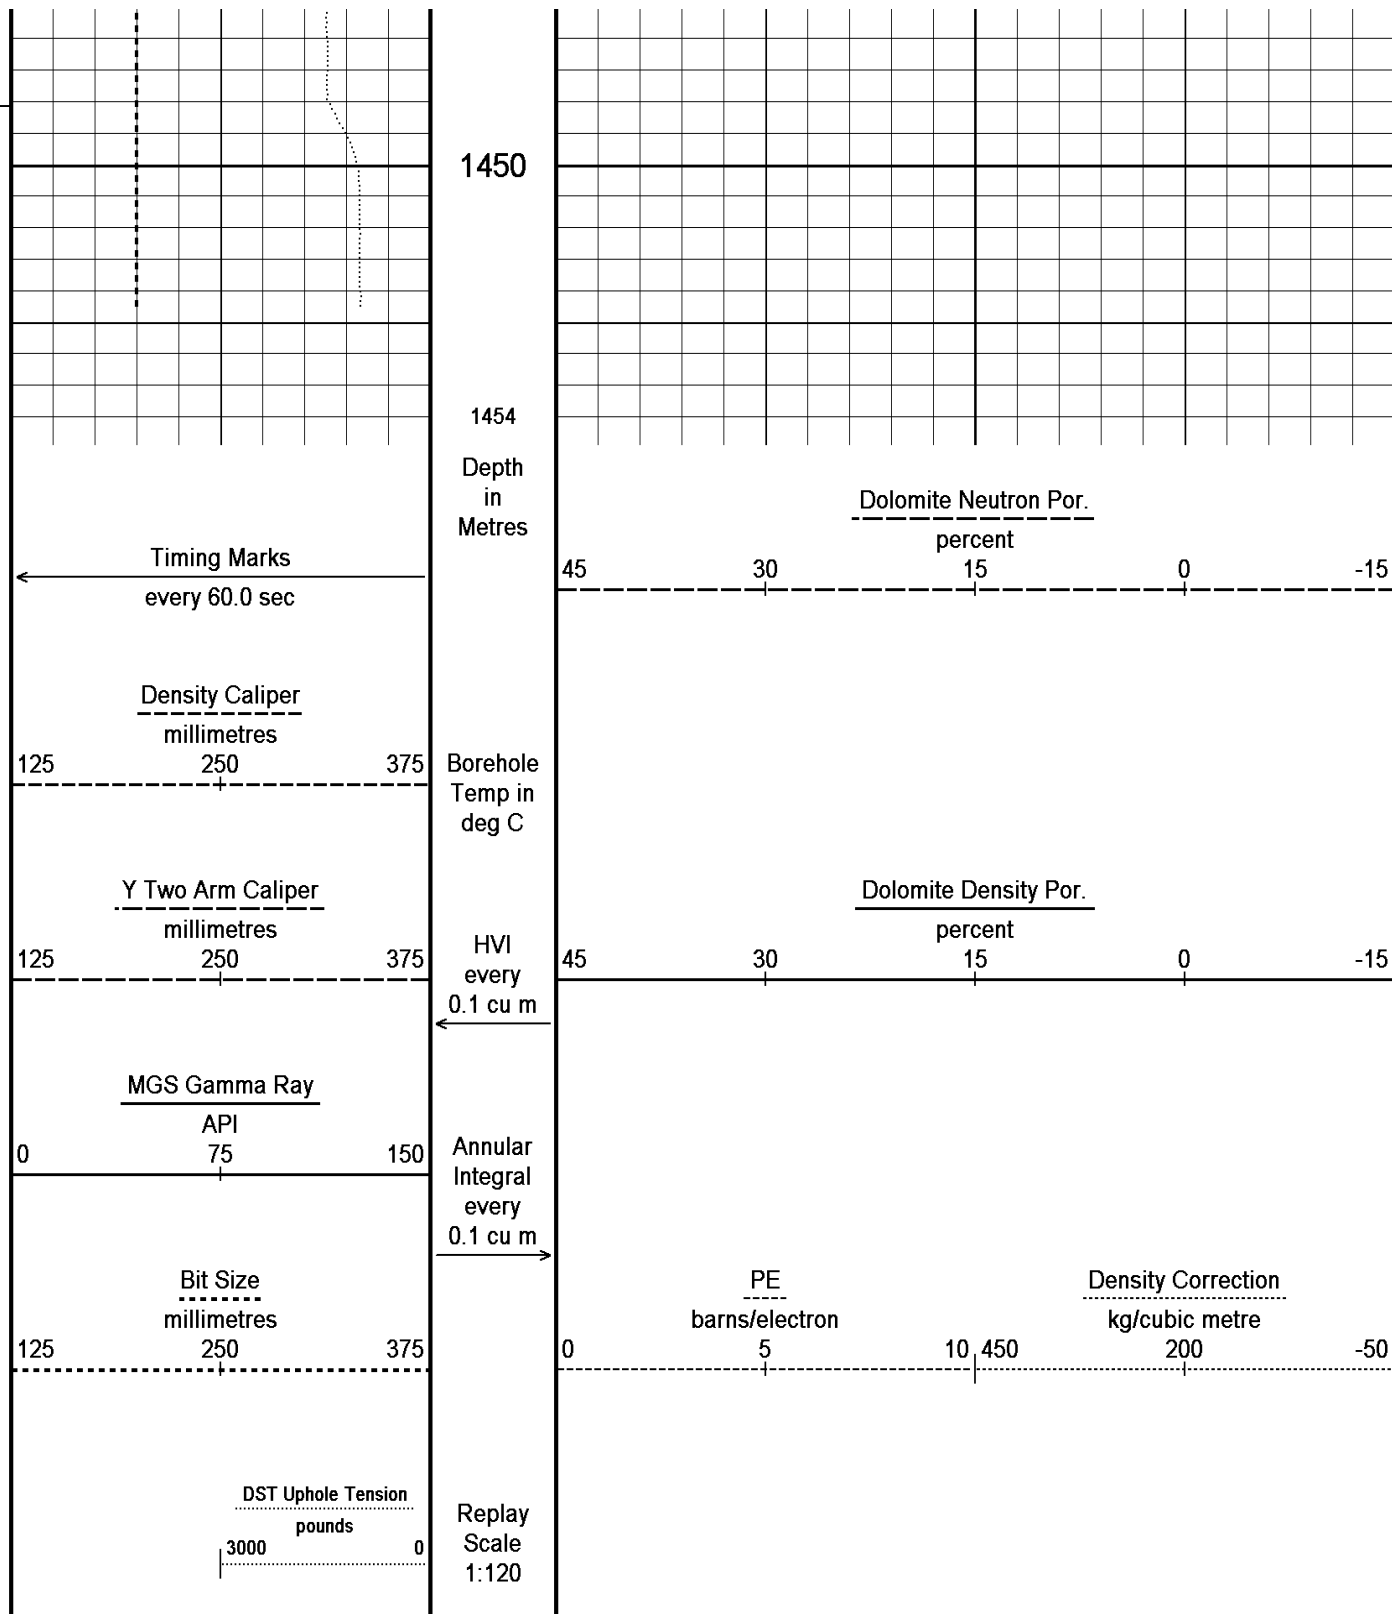 1450
1454
Depth
in
Metres
Timing Marks
every 60.0 sec
Dolomite Neutron Por.
percent
45 30 15 0 -15
Density Caliper
millimetres
125 250 375
Borehole
Temp in
deg C
Y Two Arm Caliper
millimetres
125 250 375
HVI
every
0.1 cu m
Dolomite Density Por.
percent
45 30 15 0 -15
MGS Gamma Ray
API
0 75 150
Annular
Integral
every
0.1 cu m
Bit Size
millimetres
125 250 375
PE
barns/electron
0 5 10
Density Correction
kg/cubic metre
450 200 -50
DST Uphole Tension
pounds
3000 0
Replay
Scale
1:120